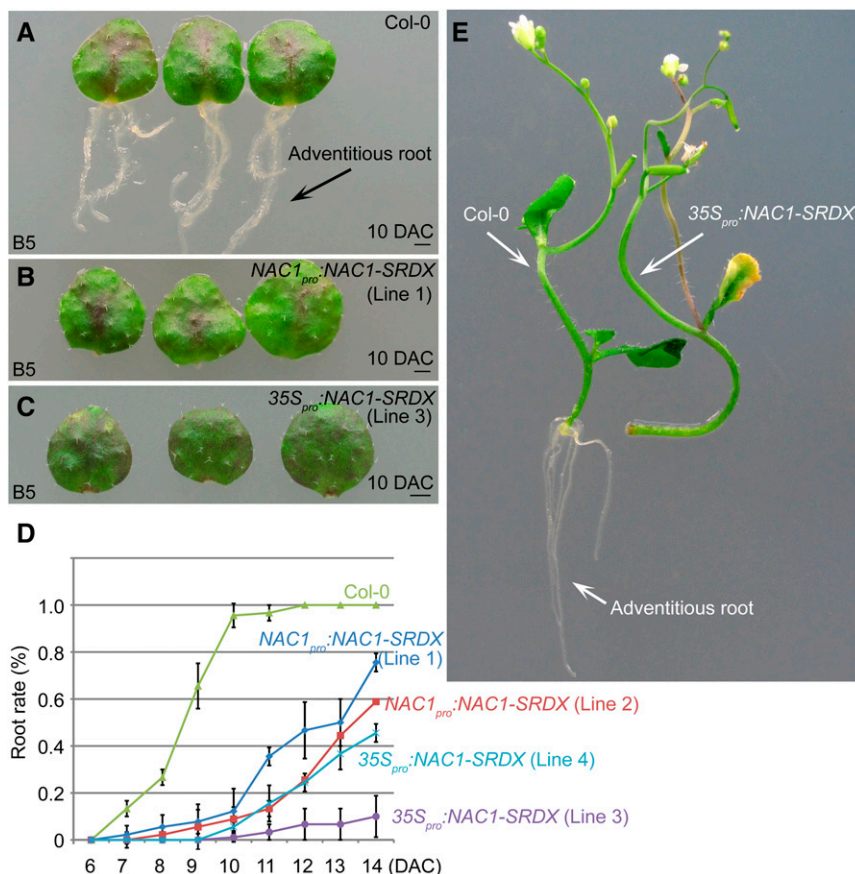 A
Col-0
Adventitious root
B5
10 DAC
B
NAC1pro:NAC1-SRDX
(Line 1)
B5
10 DAC
C
35Spro:NAC1-SRDX
(Line 3)
B5
10 DAC
D
Root rate (%)
1.0
0.8
0.6
0.4
0.2
0
6 7 8 9 10 11 12 13 14 (DAC)
Col-0
NAC1pro:NAC1-SRDX
(Line 1)
NAC1pro:NAC1-SRDX (Line 2)
35Spro:NAC1-SRDX (Line 4)
35Spro:NAC1-SRDX (Line 3)
E
Col-0
35Spro:NAC1-SRDX
Adventitious root